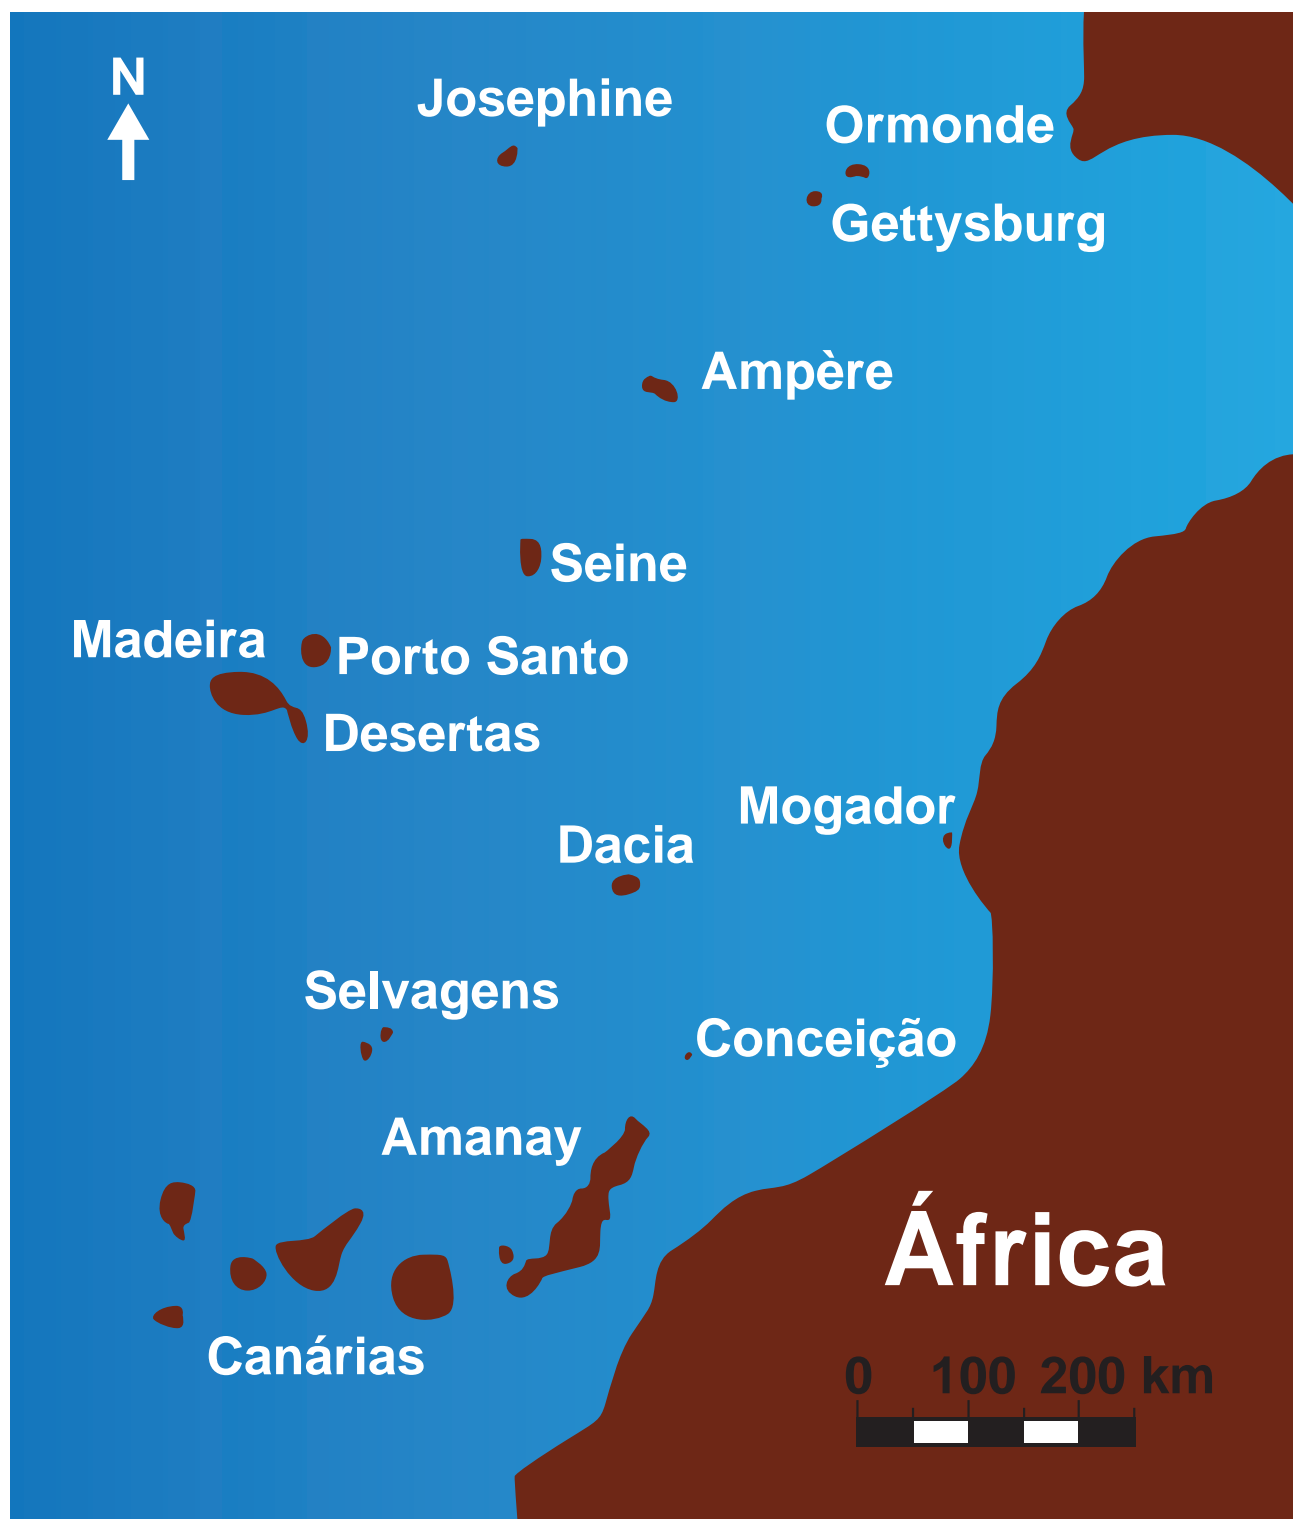 N
Josephine
Ormonde
Gettysburg
Ampère
Seine
Madeira
Porto Santo
Desertas
Mogador
Dacia
Selvagens
Conceição
Amanay
África
Canárias
0 100 200 km